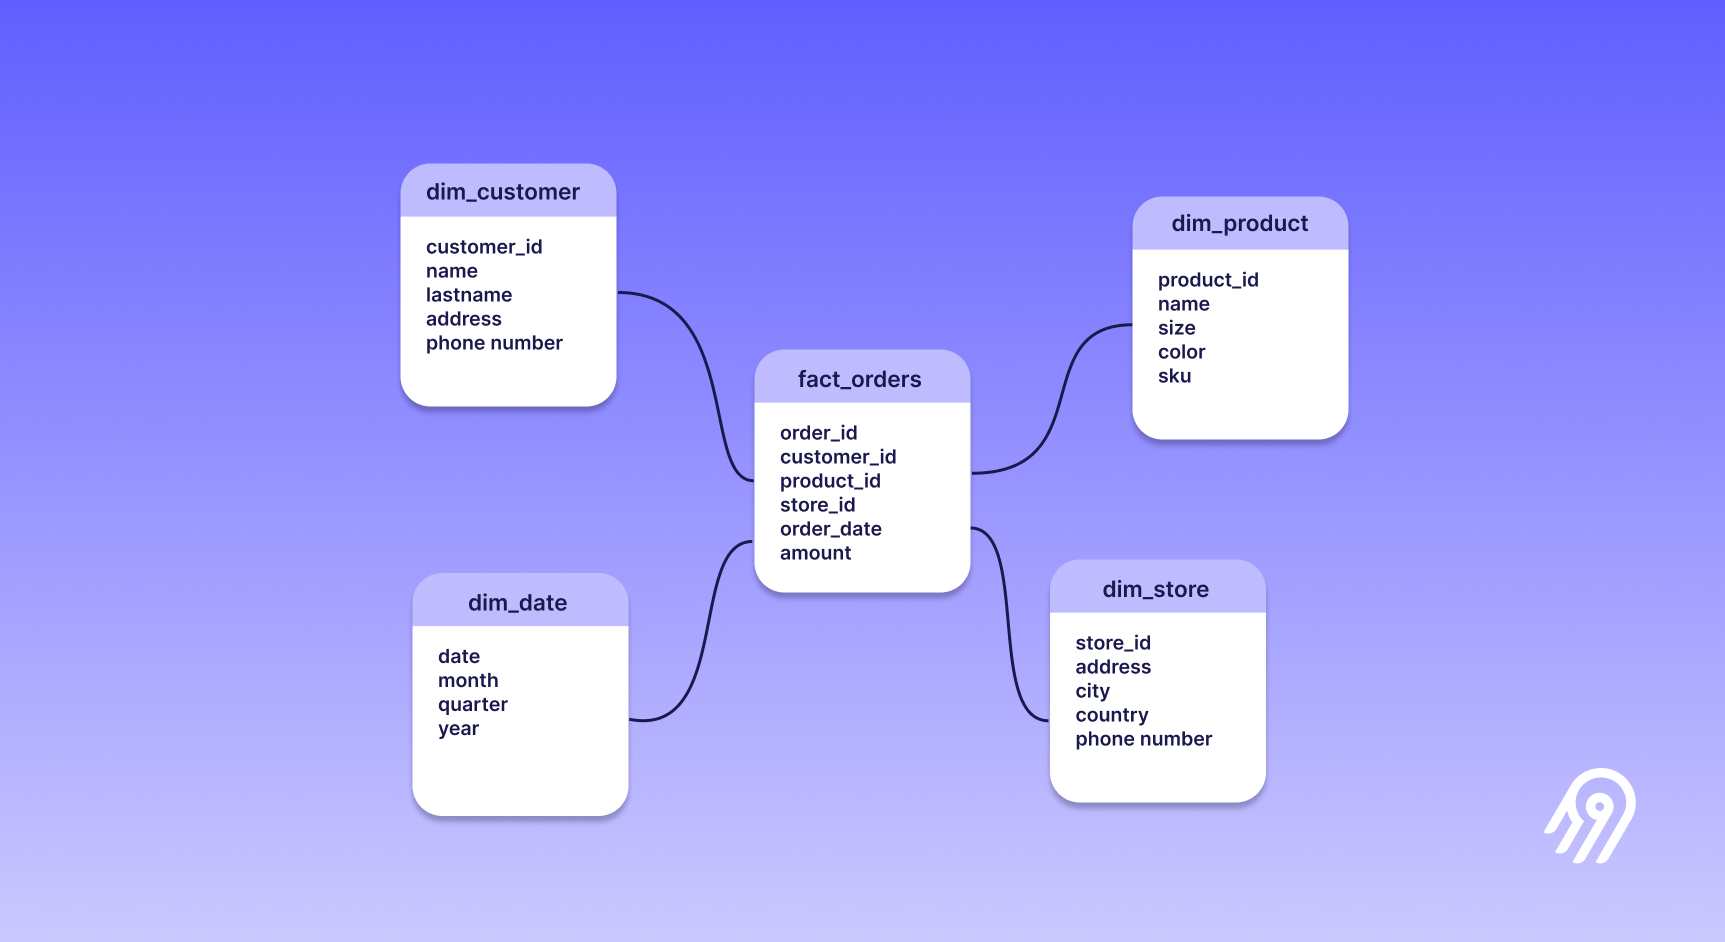 dim_customer
customer_id
name
lastname
address
phone number
dim_product
product_id
name
size
color
sku
fact_orders
order_id
customer_id
product_id
store_id
order_date
amount
dim_date
date
month
quarter
year
dim_store
store_id
address
city
country
phone number